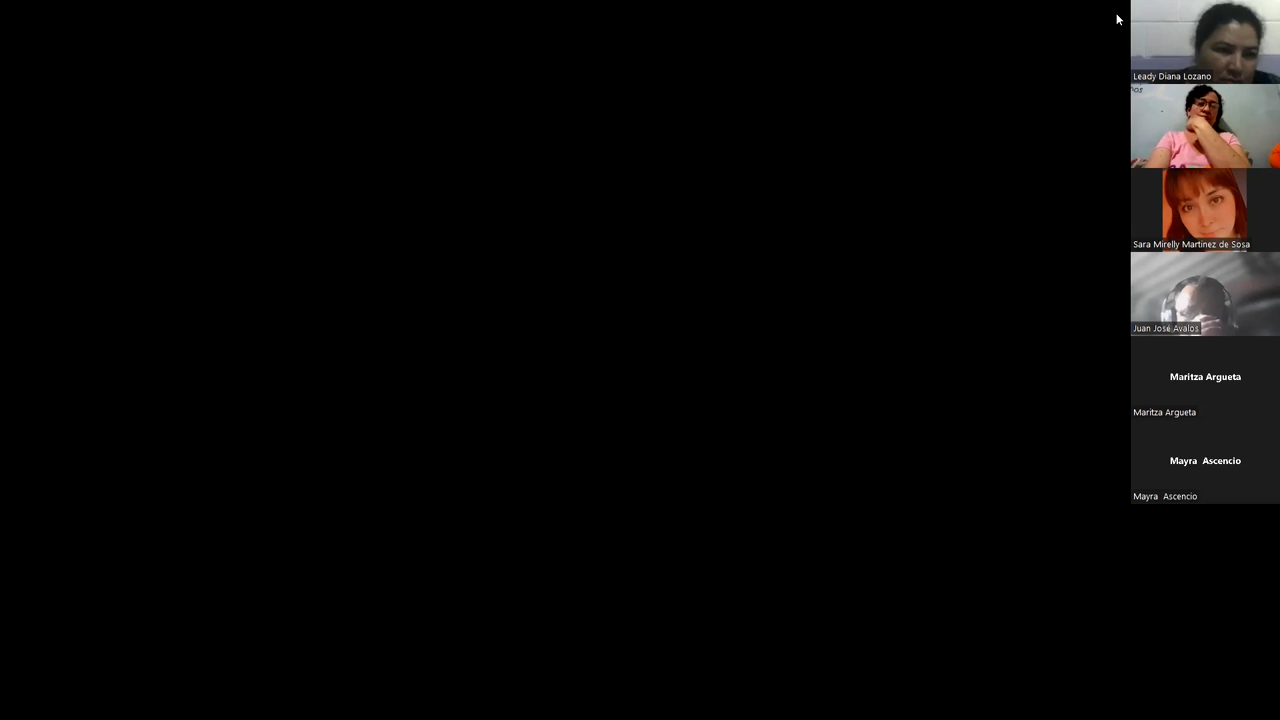 Leady Diana Lozano
Sara Mirelly Martinez de Sosa
Juan José Avalos
Maritza Argueta
Maritza Argueta
Mayra  Ascencio
Mayra  Ascencio